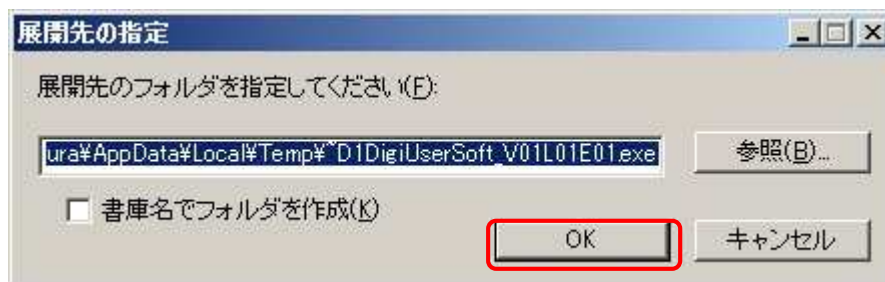 展開先の指定
展開先のフォルダを指定してください(F):
ura¥AppData¥Local¥Temp¥~D1DigiUserSoft_V01L01E01.exe
参照(B)...
書庫名でフォルダを作成(K)
OK
キャンセル